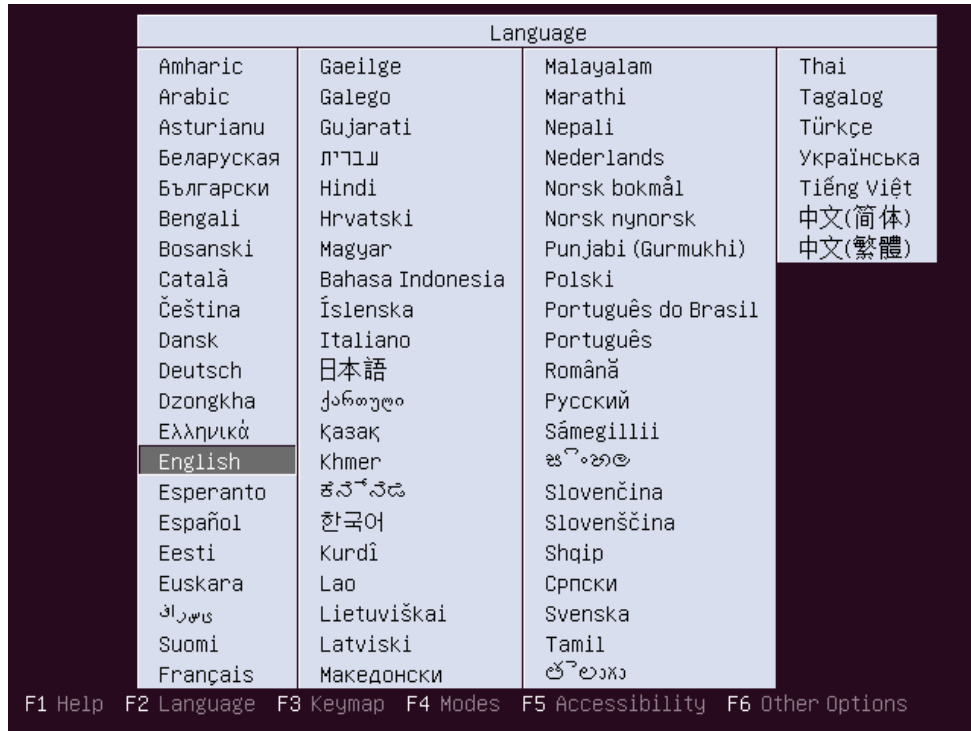 Language
Amharic
Arabic
Asturianu
Беларуская
Български
Bengali
Bosanski
Català
Čeština
Dansk
Deutsch
Dzongkha
Ελληνικά
English
Esperanto
Español
Eesti
Euskara
فارسی
Suomi
Français
Gaeilge
Galego
Gujarati
עברית
Hindi
Hrvatski
Magyar
Bahasa Indonesia
Íslenska
Italiano
日本語
ქართული
Қазақ
Khmer
ಕನ್ನಡ
한국어
Kurdî
Lao
Lietuviškai
Latviski
Македонски
Malayalam
Marathi
Nepali
Nederlands
Norsk bokmål
Norsk nynorsk
Punjabi (Gurmukhi)
Polski
Português do Brasil
Português
Română
Русский
Sámegillii
සිංහල
Slovenčina
Slovenščina
Shqip
Српски
Svenska
Tamil
తెలుగు
Thai
Tagalog
Türkçe
Українська
Tiếng Việt
中文(简体)
中文(繁體)
F1 Help F2 Language F3 Keymap F4 Modes F5 Accessibility F6 Other Options